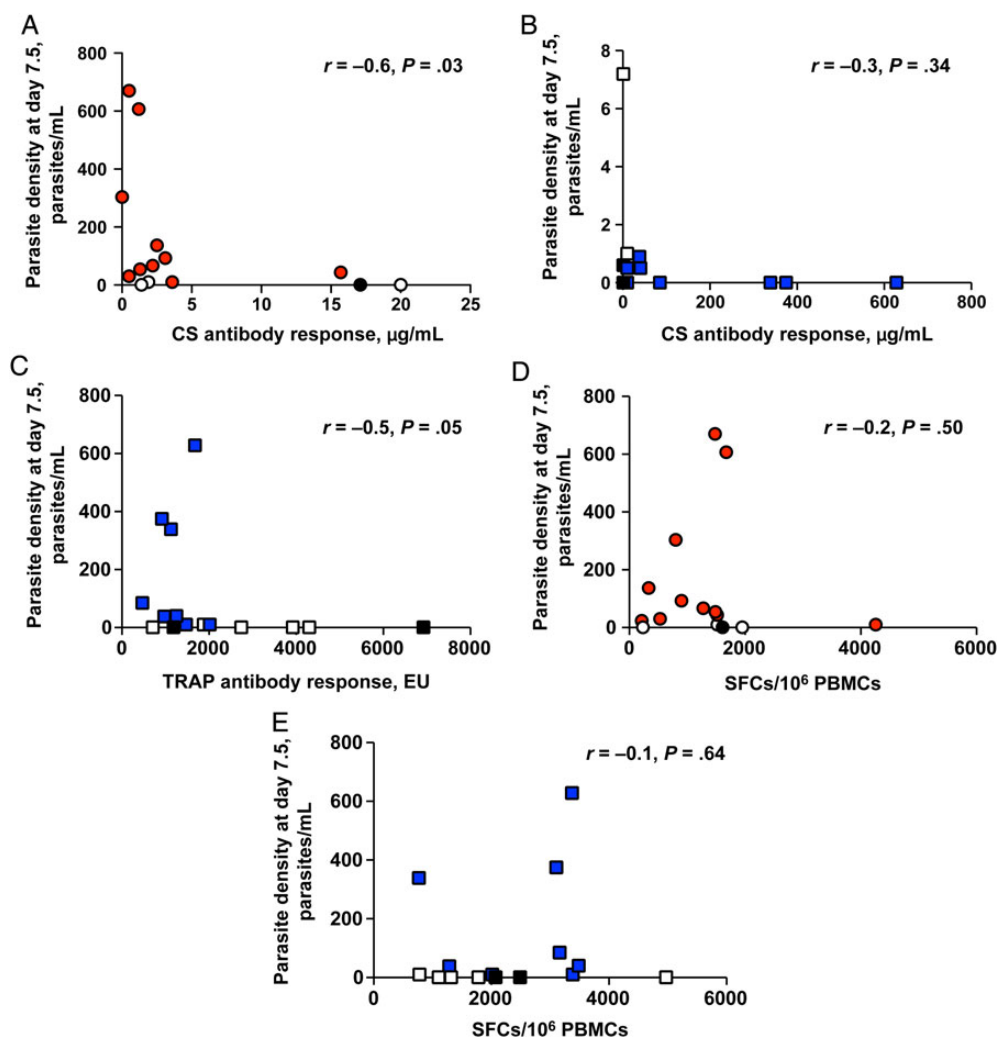 A
Parasite density at day 7.5,
parasites/mL
800
600
400
200
0
0 5 10 15 20 25
CS antibody response, µg/mL
r = –0.6, P = .03
B
Parasite density at day 7.5,
parasites/mL
8
6
4
2
0
0 200 400 600 800
CS antibody response, µg/mL
r = –0.3, P = .34
C
Parasite density at day 7.5,
parasites/mL
800
600
400
200
0
0 2000 4000 6000 8000
TRAP antibody response, EU
r = –0.5, P = .05
D
Parasite density at day 7.5,
parasites/mL
800
600
400
200
0
0 2000 4000 6000
SFCs/10⁶ PBMCs
r = –0.2, P = .50
E
Parasite density at day 7.5,
parasites/mL
800
600
400
200
0
0 2000 4000 6000
SFCs/10⁶ PBMCs
r = –0.1, P = .64